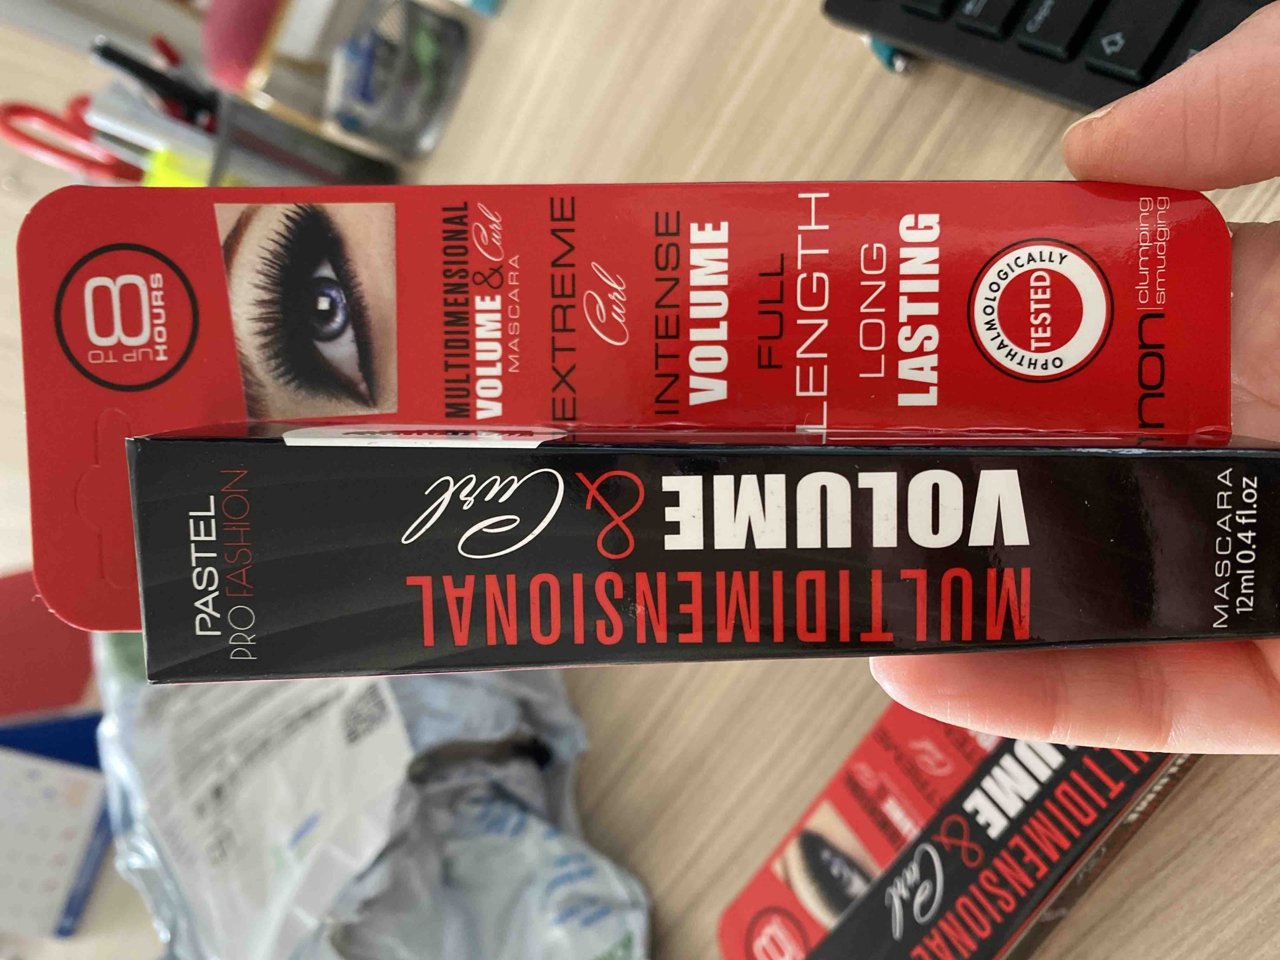 UP TO
8
HOURS
MULTIDIMENSIONAL
VOLUME & Curl
MASCARA
EXTREME
Curl
INTENSE
VOLUME
FULL
LENGTH
LONG
LASTING
OPHTHALMOLOGICALLY
TESTED
non clumping
smudging
PASTEL
PRO FASHION
MULTIDIMENSIONAL
VOLUME & Curl
MASCARA
12ml 0.4 fl.oz
MULTIDIMENSIONAL
UME & Curl